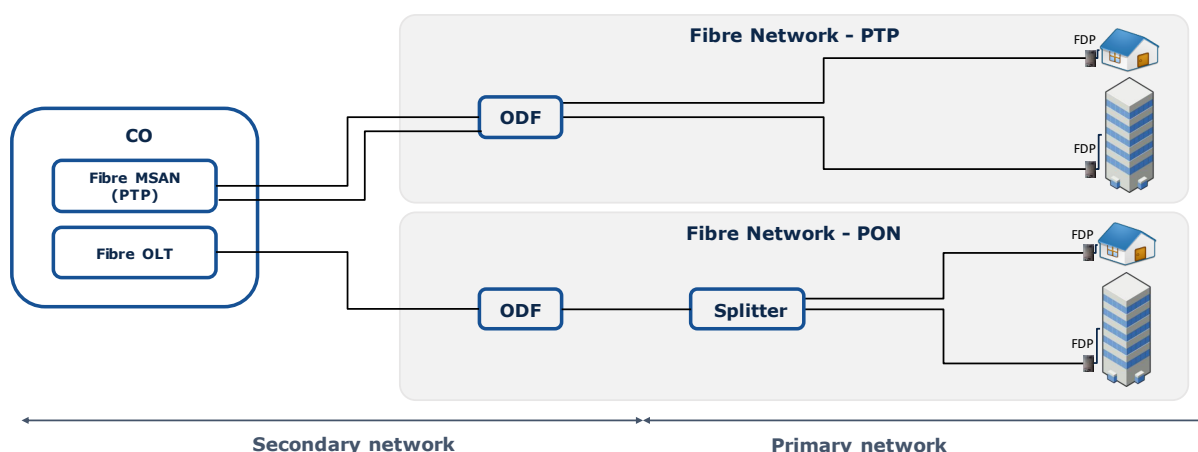 Fibre Network - PTP
FDP
ODF
CO
FDP
Fibre MSAN
(PTP)
Fibre Network - PON
FDP
Fibre OLT
ODF
Splitter
FDP
Secondary network
Primary network